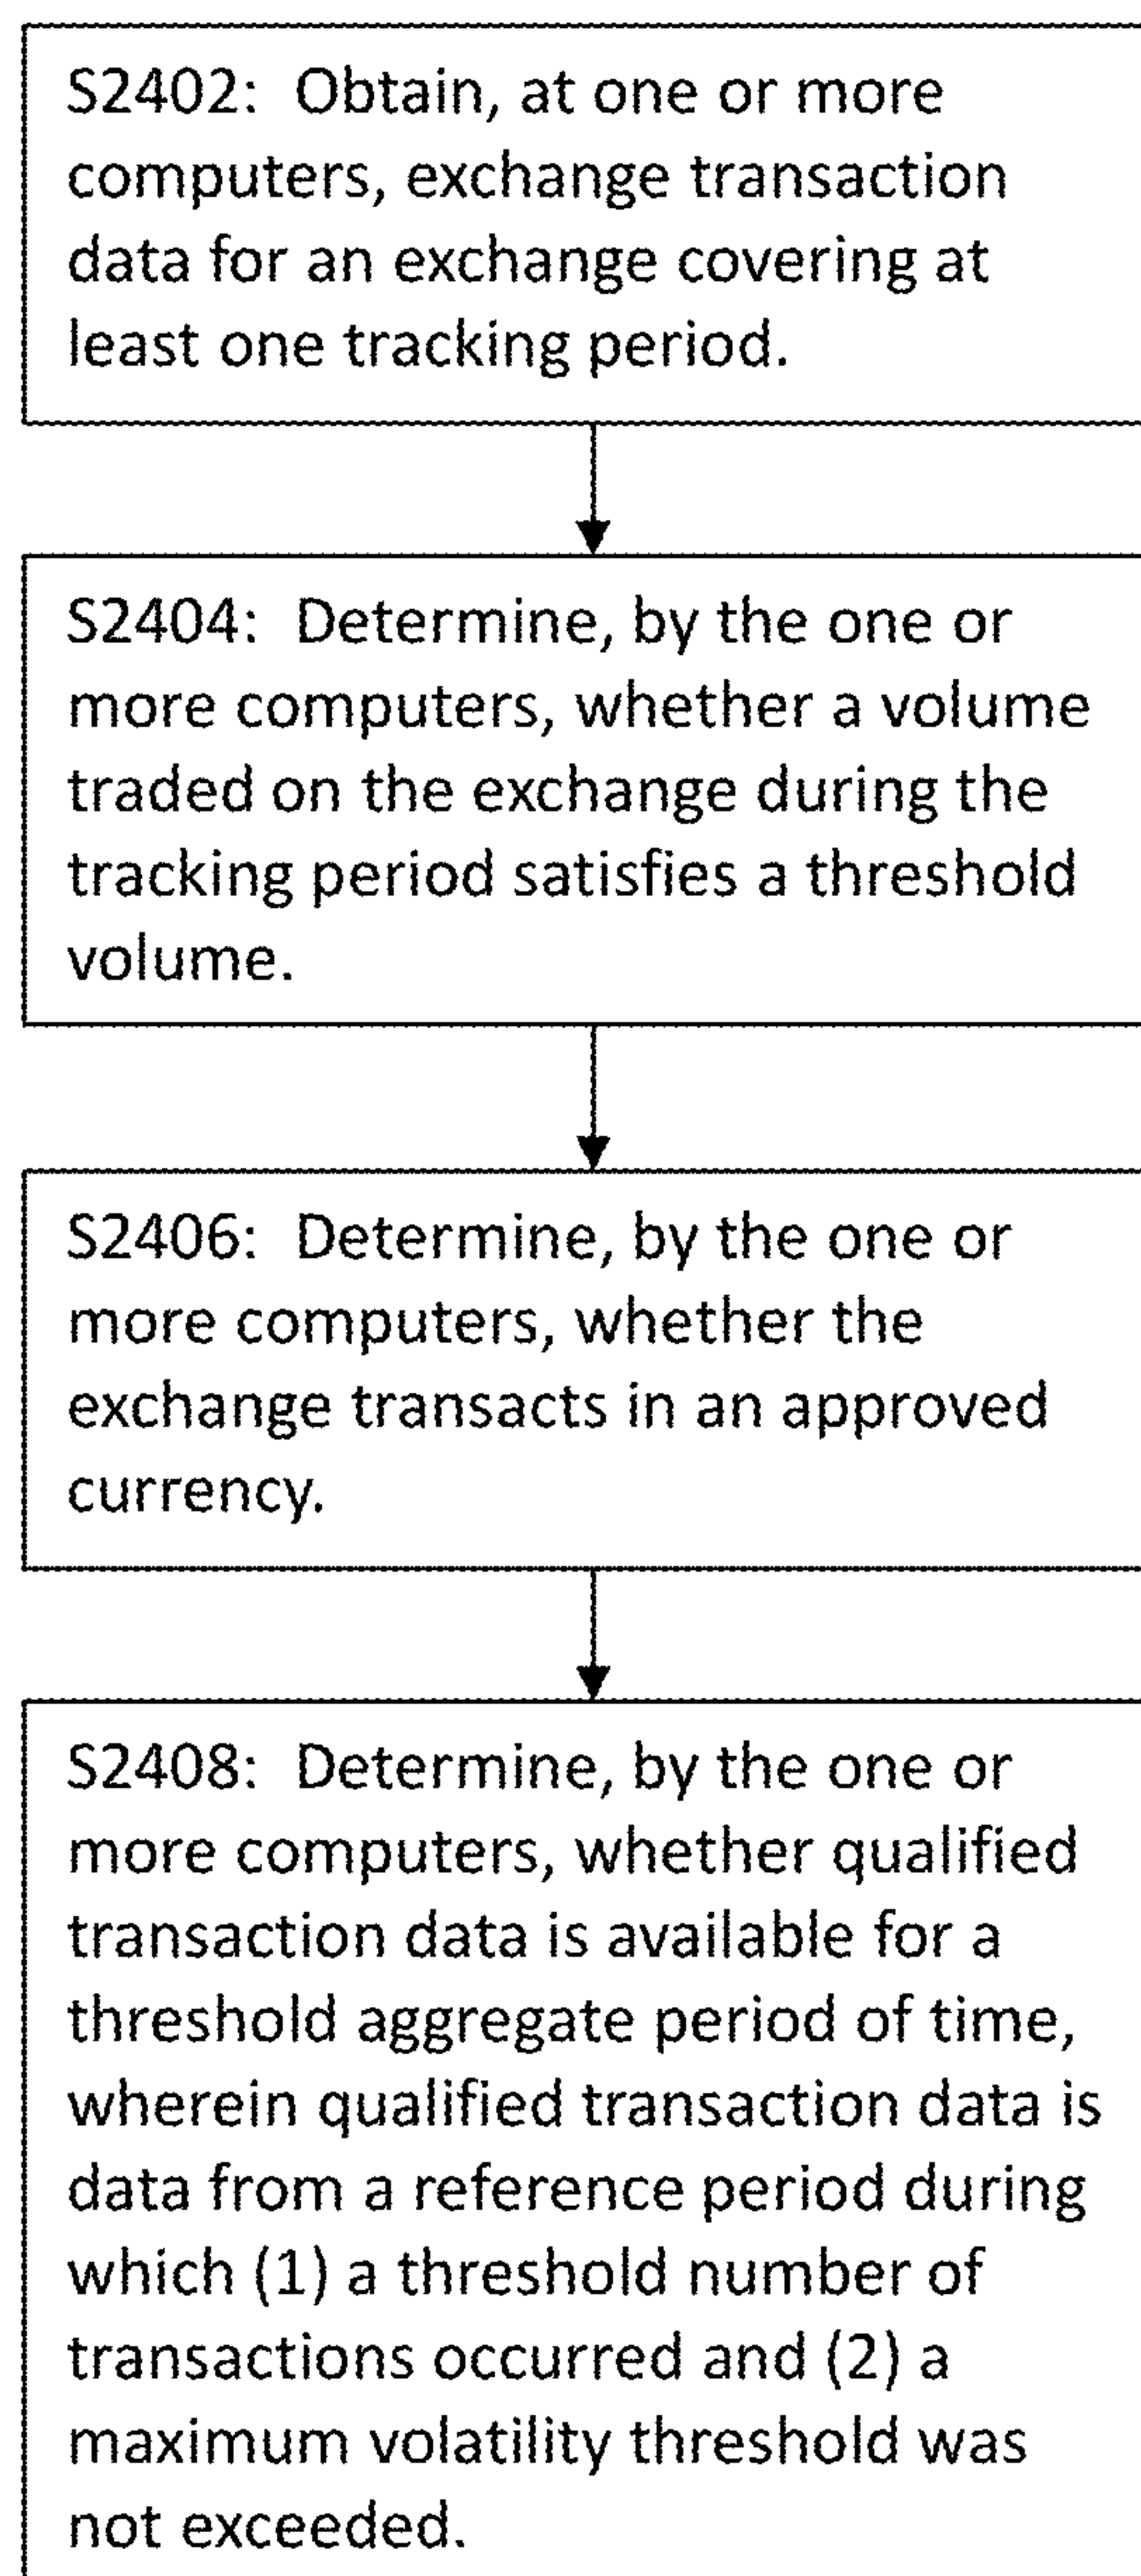 S2402:  Obtain, at one or more
computers, exchange transaction
data for an exchange covering at
least one tracking period.
S2404:  Determine, by the one or
more computers, whether a volume
traded on the exchange during the
tracking period satisfies a threshold
volume.
S2406:  Determine, by the one or
more computers, whether the
exchange transacts in an approved
currency.
S2408:  Determine, by the one or
more computers, whether qualified
transaction data is available for a
threshold aggregate period of time,
wherein qualified transaction data is
data from a reference period during
which (1) a threshold number of
transactions occurred and (2) a
maximum volatility threshold was
not exceeded.